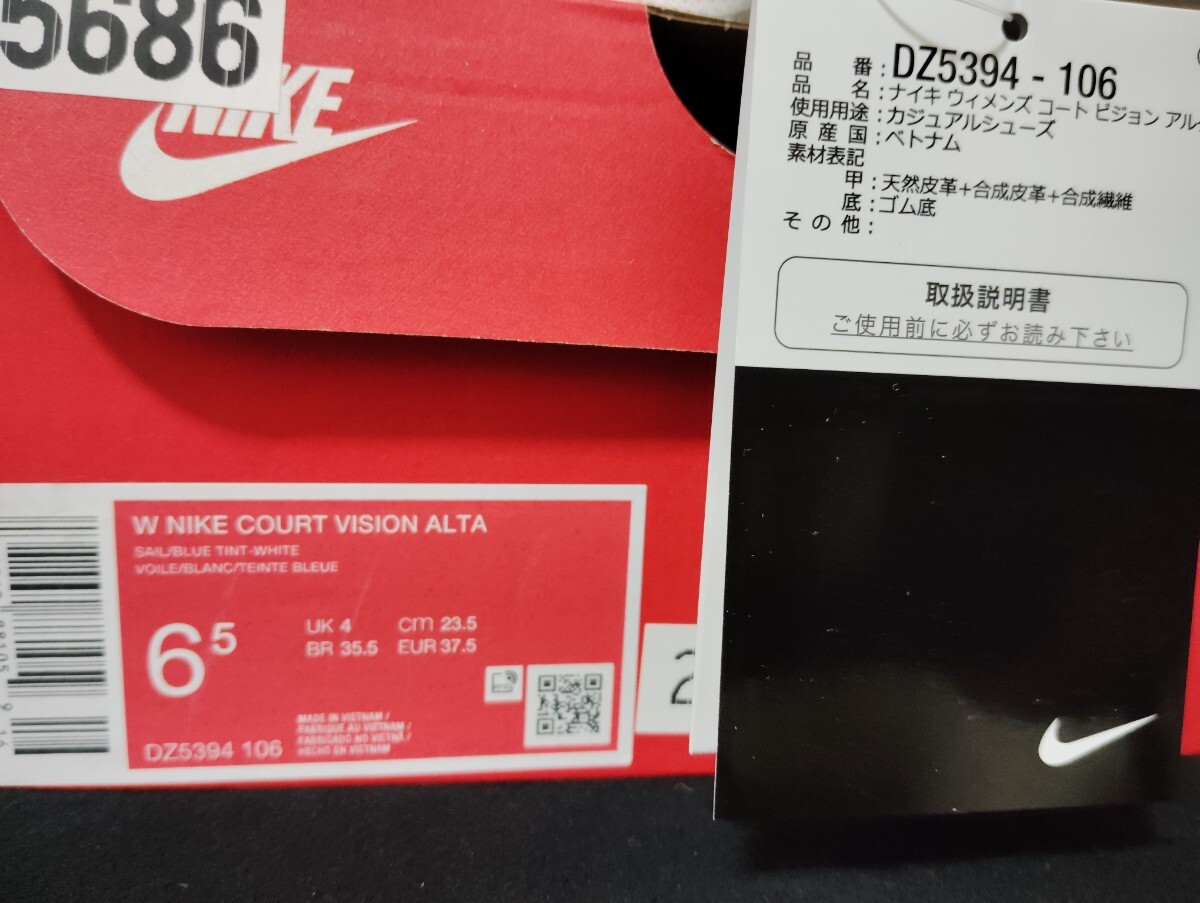 5686
NIKE
W NIKE COURT VISION ALTA
SAIL/BLUE TINT-WHITE
VOILE/BLANC/TEINTE BLEUE
6 5
UK 4 cm 23.5
BR 35.5 EUR 37.5
MADE IN VIETNAM /
FABRIQUE AU VIETNAM /
FABRICADO NO VIETNÃ /
HECHO EN VIETNAM
DZ5394 106
2
品 番 : DZ5394 - 106
品 名 : ナイキ ウィメンズ コート ビジョン アル
使用用途 : カジュアルシューズ
原 産 国 : ベトナム
素材表記
甲 : 天然皮革+合成皮革+合成繊維
底 : ゴム底
そ の 他 :
取扱説明書
ご使用前に必ずお読み下さい